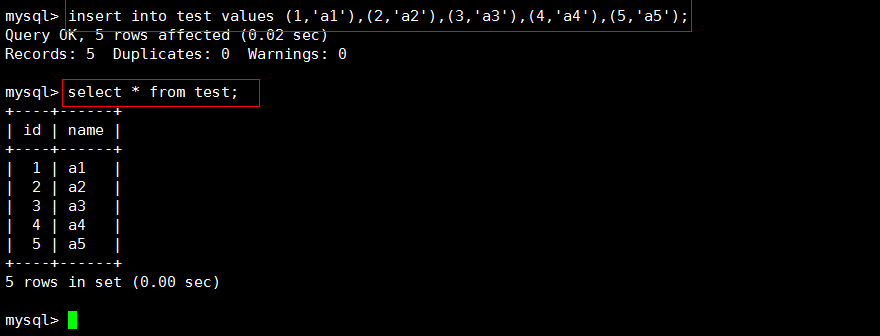 mysql> insert into test values (1,'a1'),(2,'a2'),(3,'a3'),(4,'a4'),(5,'a5');
Query OK, 5 rows affected (0.02 sec)
Records: 5  Duplicates: 0  Warnings: 0
mysql> select * from test;
+----+------+
| id | name |
+----+------+
|  1 | a1   |
|  2 | a2   |
|  3 | a3   |
|  4 | a4   |
|  5 | a5   |
+----+------+
5 rows in set (0.00 sec)
mysql>